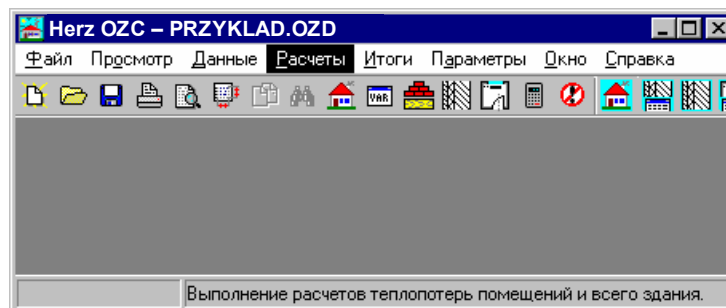 Herz OZC – PRZYKLAD.OZD
Файл Просмотр Данные Расчеты Итоги Параметры Окно Справка
VAR
Выполнение расчетов теплопотерь помещений и всего здания.